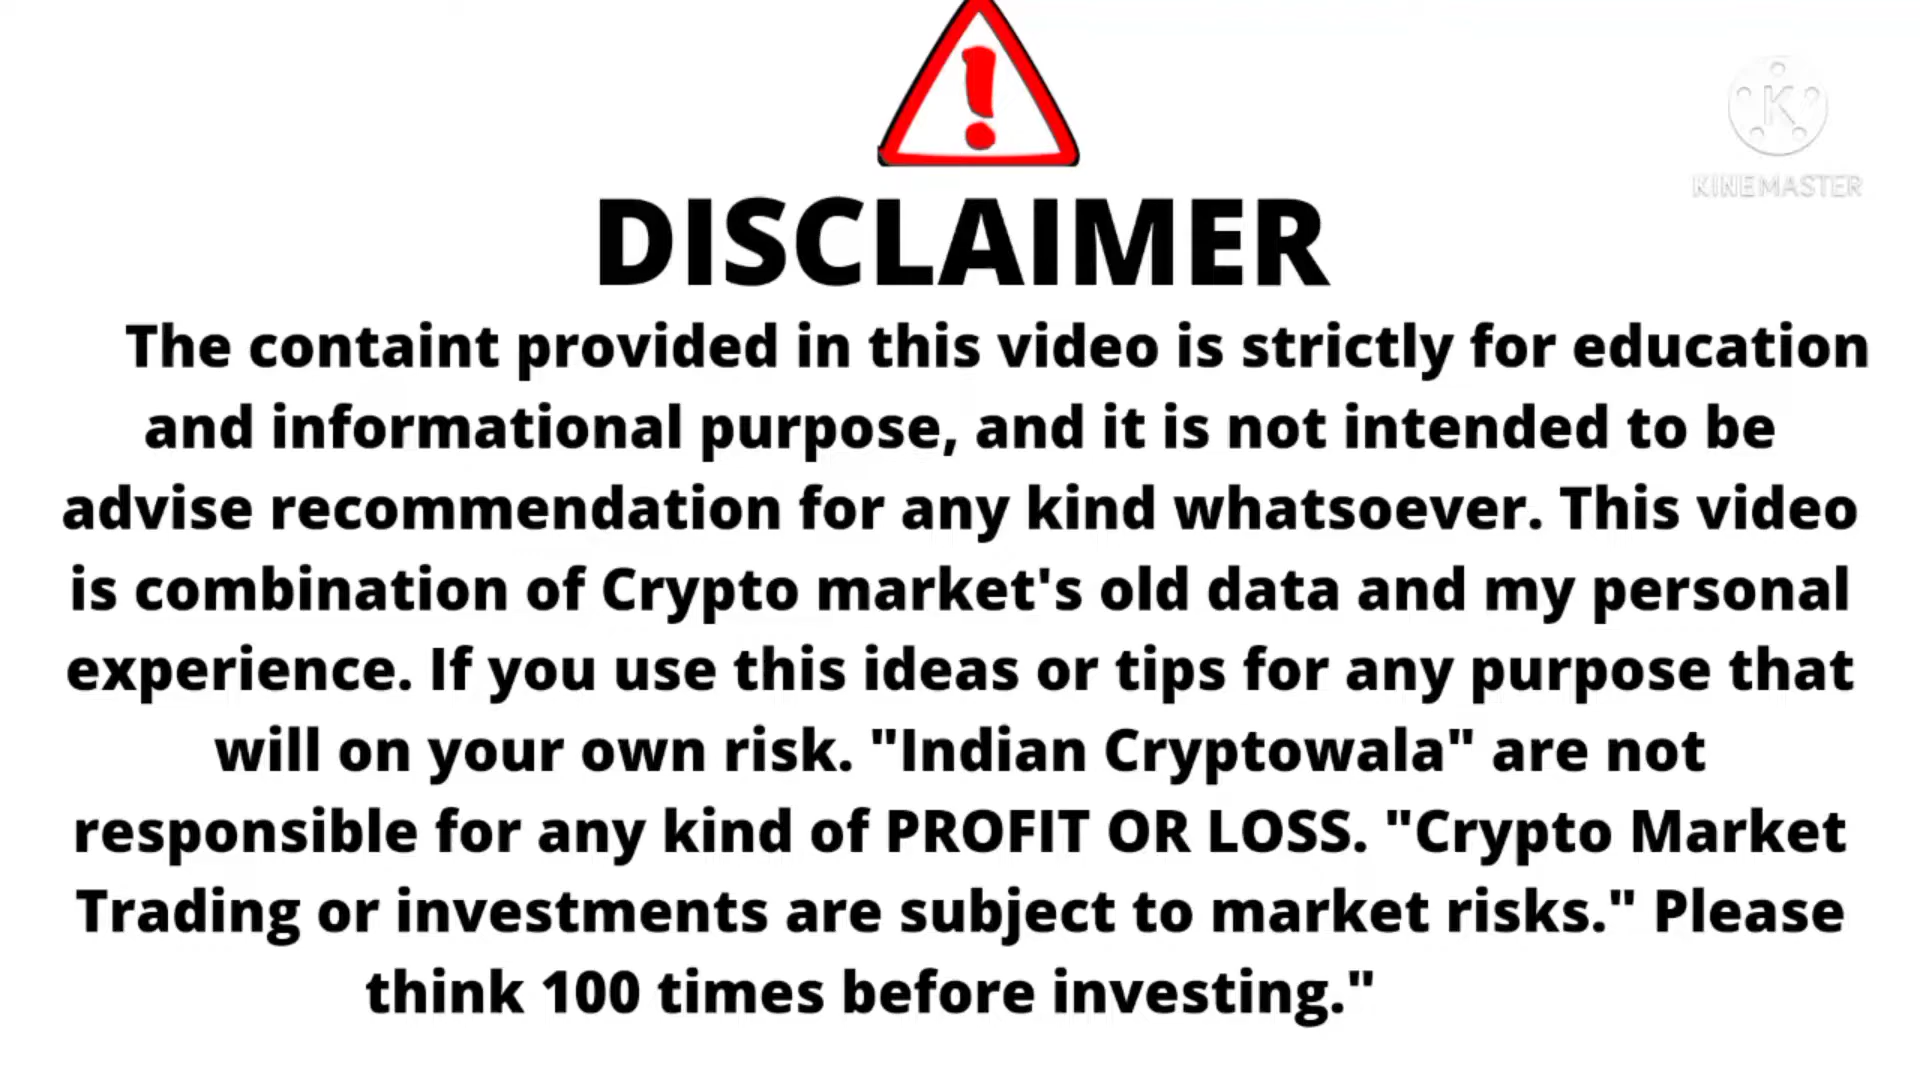 K
KINEMASTER
DISCLAIMER
The containt provided in this video is strictly for education
and informational purpose, and it is not intended to be
advise recommendation for any kind whatsoever. This video
is combination of Crypto market's old data and my personal
experience. If you use this ideas or tips for any purpose that
will on your own risk. "Indian Cryptowala" are not
responsible for any kind of PROFIT OR LOSS. "Crypto Market
Trading or investments are subject to market risks." Please
think 100 times before investing."